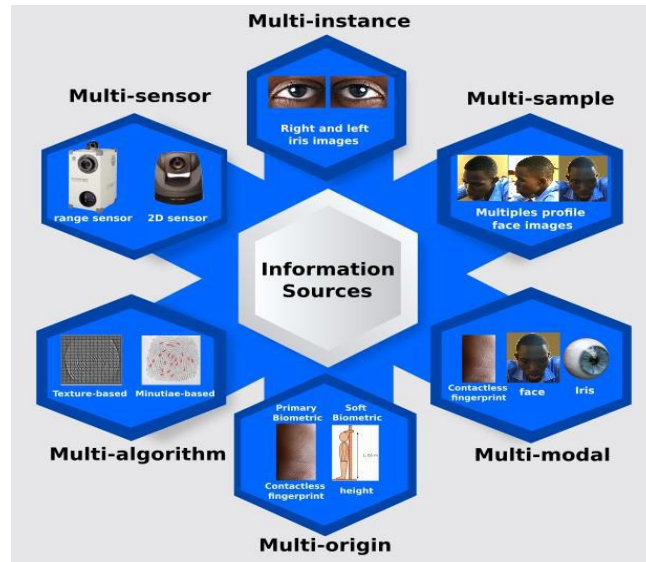 Multi-instance
Right and left
iris images
Multi-sensor
range sensor
2D sensor
Multi-sample
Multiples profile
face images
Information
Sources
Texture-based
Minutiae-based
Multi-algorithm
Primary
Biometric
Soft
Biometric
Contactless
fingerprint
height
Multi-origin
Contactless
fingerprint
face
Iris
Multi-modal